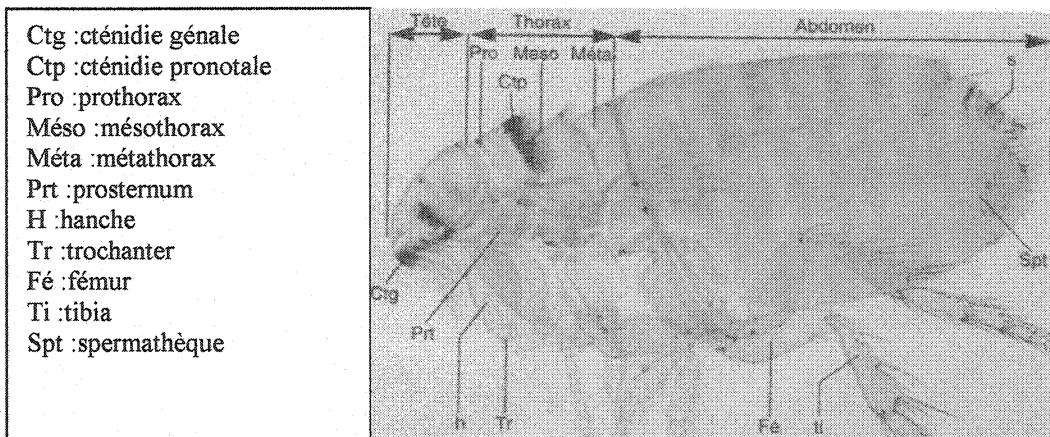 Ctg :cténidie génale
Ctp :cténidie pronotale
Pro :prothorax
Méso :mésothorax
Méta :métathorax
Prt :prosternum
H :hanche
Tr :trochanter
Fé :fémur
Ti :tibia
Spt :spermathèque
Tête Thorax Abdomen
Pro Meso Méta
Ctp
s
Spt
Ctg
Prt
h Tr Fé ti